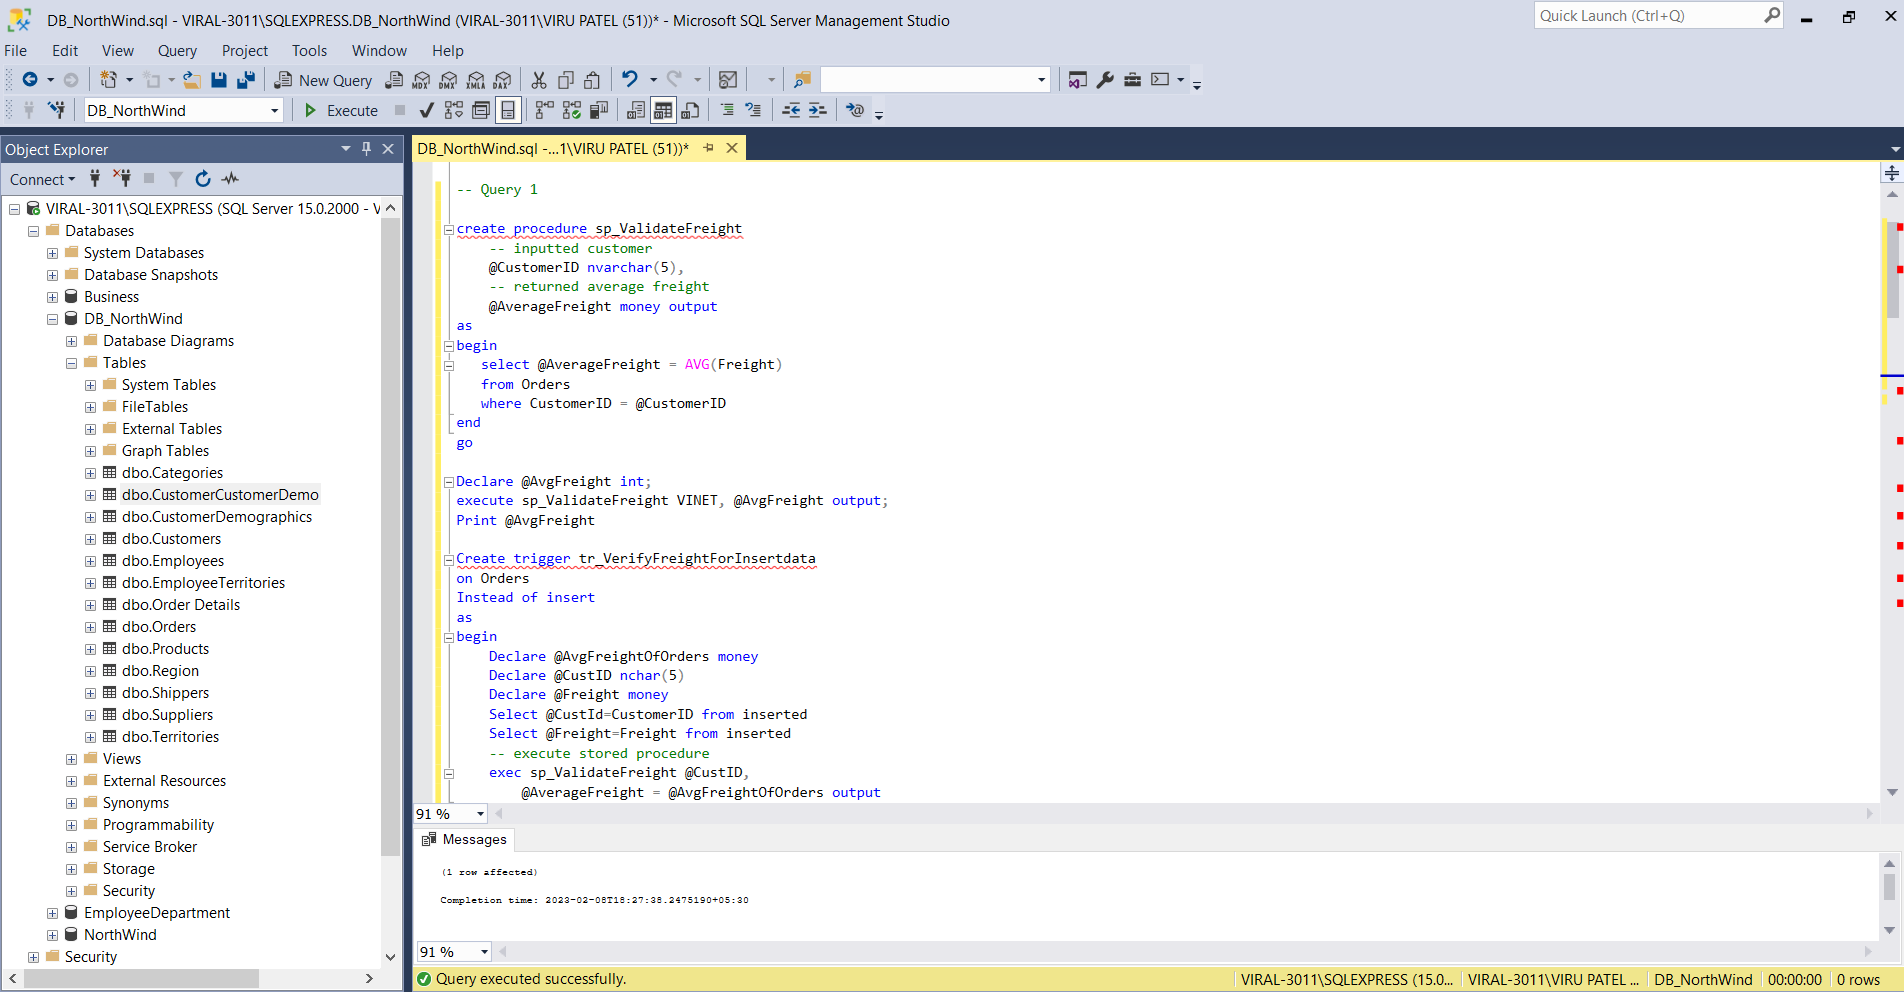 DB_NorthWind.sql - VIRAL-3011\SQLEXPRESS.DB_NorthWind (VIRAL-3011\VIRU PATEL (51))* - Microsoft SQL Server Management Studio
Quick Launch (Ctrl+Q)
File Edit View Query Project Tools Window Help
New Query MDX DMX XMLA DAX
DB_NorthWind Execute
Object Explorer
Connect
VIRAL-3011\SQLEXPRESS (SQL Server 15.0.2000 - V
Databases
System Databases
Database Snapshots
Business
DB_NorthWind
Database Diagrams
Tables
System Tables
FileTables
External Tables
Graph Tables
dbo.Categories
dbo.CustomerCustomerDemo
dbo.CustomerDemographics
dbo.Customers
dbo.Employees
dbo.EmployeeTerritories
dbo.Order Details
dbo.Orders
dbo.Products
dbo.Region
dbo.Shippers
dbo.Suppliers
dbo.Territories
Views
External Resources
Synonyms
Programmability
Service Broker
Storage
Security
EmployeeDepartment
NorthWind
Security
DB_NorthWind.sql -...1\VIRU PATEL (51))*
-- Query 1
create procedure sp_ValidateFreight
-- inputted customer
@CustomerID nvarchar(5),
-- returned average freight
@AverageFreight money output
as
begin
select @AverageFreight = AVG(Freight)
from Orders
where CustomerID = @CustomerID
end
go
Declare @AvgFreight int;
execute sp_ValidateFreight VINET, @AvgFreight output;
Print @AvgFreight
Create trigger tr_VerifyFreightForInsertdata
on Orders
Instead of insert
as
begin
Declare @AvgFreightOfOrders money
Declare @CustID nchar(5)
Declare @Freight money
Select @CustId=CustomerID from inserted
Select @Freight=Freight from inserted
-- execute stored procedure
exec sp_ValidateFreight @CustID,
@AverageFreight = @AvgFreightOfOrders output
91 %
Messages
(1 row affected)
Completion time: 2023-02-08T18:27:38.2475190+05:30
91 %
Query executed successfully.
VIRAL-3011\SQLEXPRESS (15.0... VIRAL-3011\VIRU PATEL ... DB_NorthWind 00:00:00 0 rows